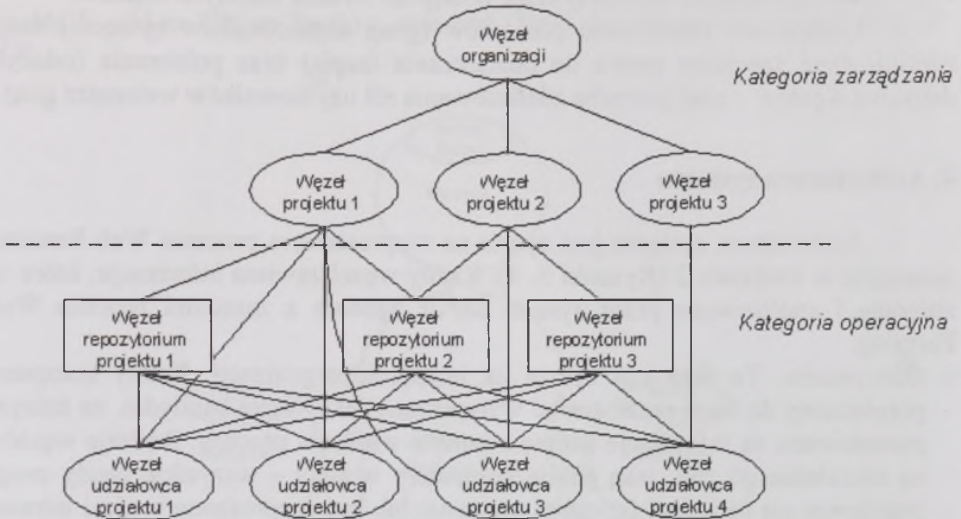 Węzeł
organizacji
Kategoria zarządzania
Węzeł
projektu 1
Węzeł
projektu 2
Węzeł
projektu 3
Węzeł
repozytorium
projektu 1
Węzeł
repozytorium
projektu 2
Węzeł
repozytorium
projektu 3
Kategoria operacyjna
Węzeł
udziałowca
projektu 1
Węzeł
udziałowca
projektu 2
Węzeł
udziałowca
projektu 3
Węzeł
udziałowca
projektu 4